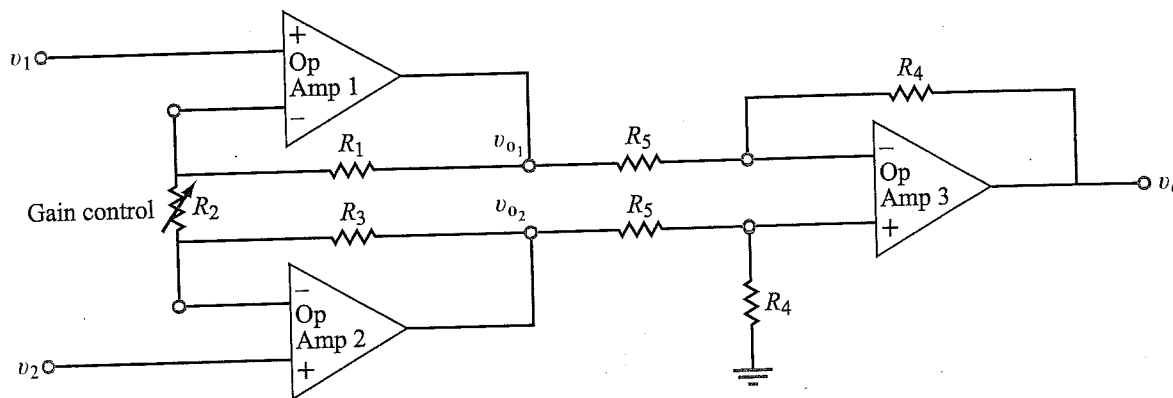 v1
+
Op
Amp 1
−
R1
vo1
R5
R4
−
Op
Amp 3
+
Gain control
R2
R3
vo2
R5
R4
−
Op
Amp 2
+
v2